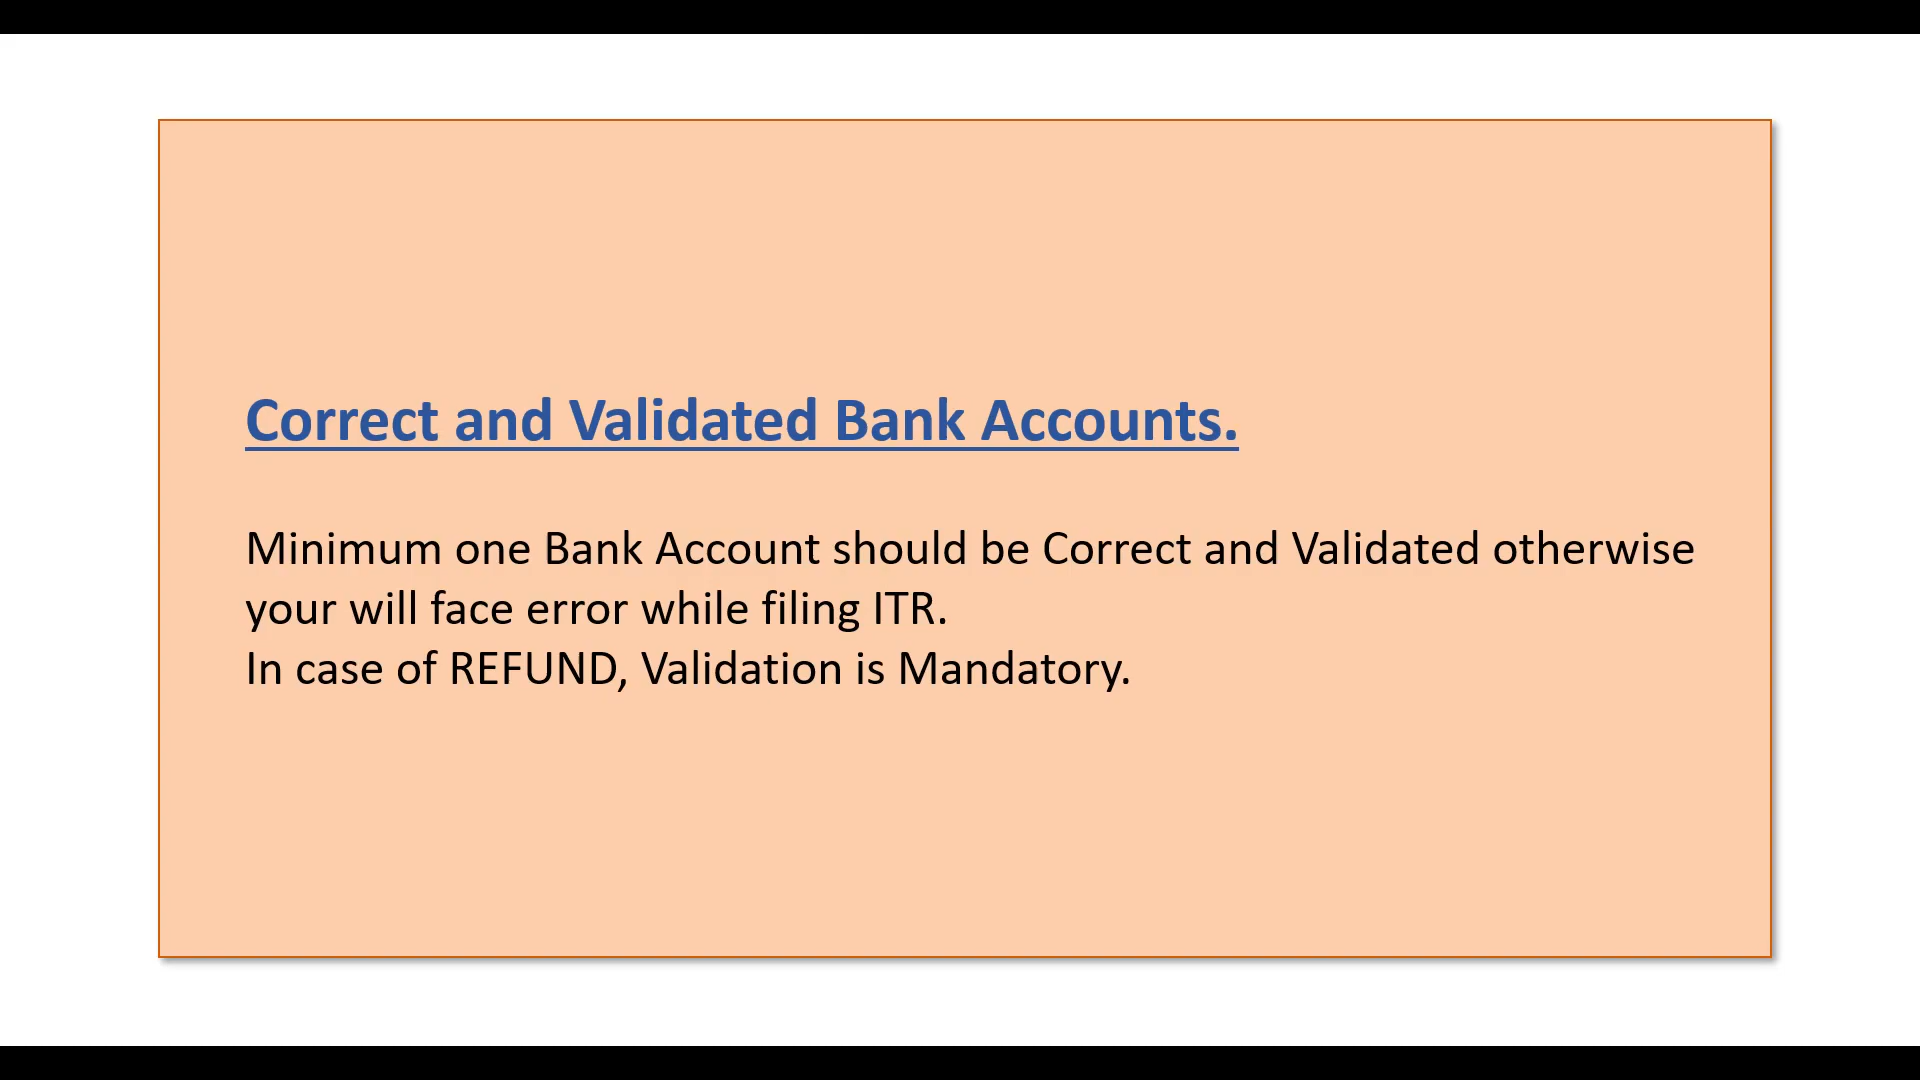 Correct and Validated Bank Accounts.
Minimum one Bank Account should be Correct and Validated otherwise
your will face error while filing ITR.
In case of REFUND, Validation is Mandatory.